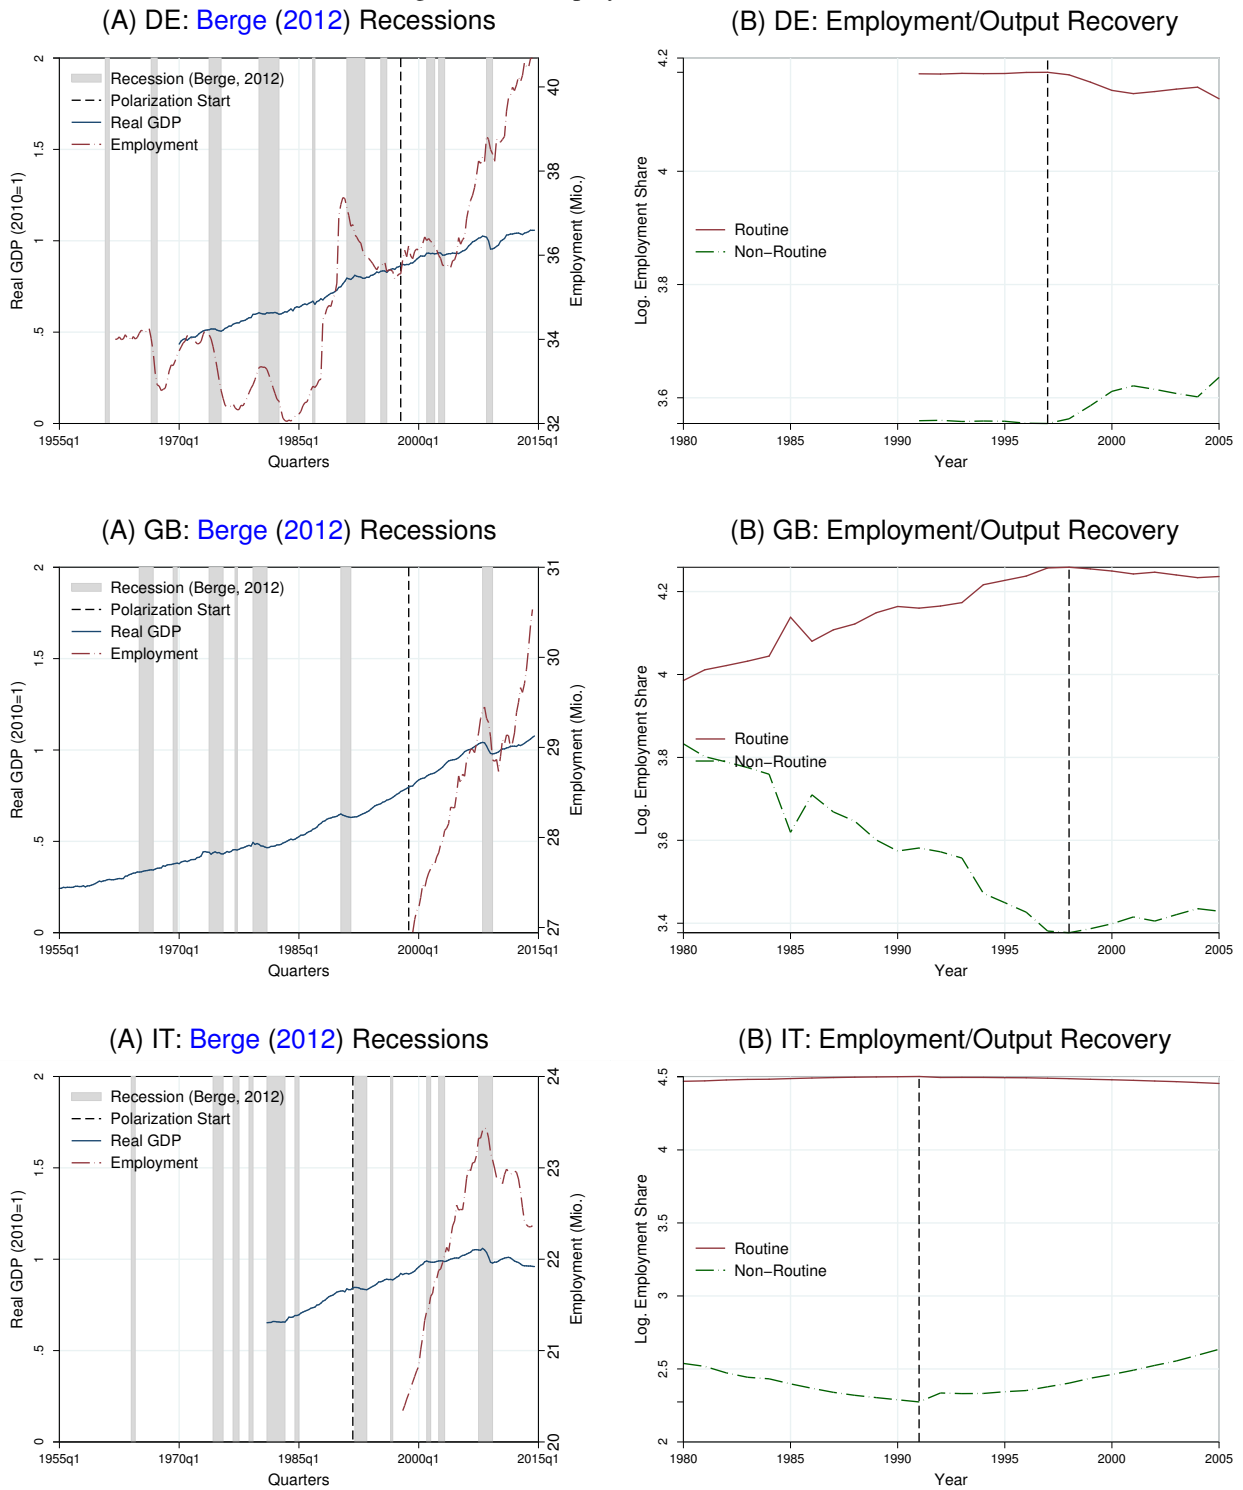 (A) DE: Berge (2012) Recessions
Recession (Berge, 2012)
Polarization Start
Real GDP
Employment
Real GDP (2010=1)
0 .5 1 1.5 2
Employment (Mio.)
32 34 36 38 40
1955q1 1970q1 1985q1 2000q1 2015q1
Quarters
(B) DE: Employment/Output Recovery
Routine
Non−Routine
Log. Employment Share
3.6 3.8 4 4.2
1980 1985 1990 1995 2000 2005
Year
(A) GB: Berge (2012) Recessions
Recession (Berge, 2012)
Polarization Start
Real GDP
Employment
Real GDP (2010=1)
0 .5 1 1.5 2
Employment (Mio.)
27 28 29 30 31
1955q1 1970q1 1985q1 2000q1 2015q1
Quarters
(B) GB: Employment/Output Recovery
Routine
Non−Routine
Log. Employment Share
3.4 3.6 3.8 4 4.2
1980 1985 1990 1995 2000 2005
Year
(A) IT: Berge (2012) Recessions
Recession (Berge, 2012)
Polarization Start
Real GDP
Employment
Real GDP (2010=1)
0 .5 1 1.5 2
Employment (Mio.)
20 21 22 23 24
1955q1 1970q1 1985q1 2000q1 2015q1
Quarters
(B) IT: Employment/Output Recovery
Routine
Non−Routine
Log. Employment Share
2 2.5 3 3.5 4 4.5
1980 1985 1990 1995 2000 2005
Year